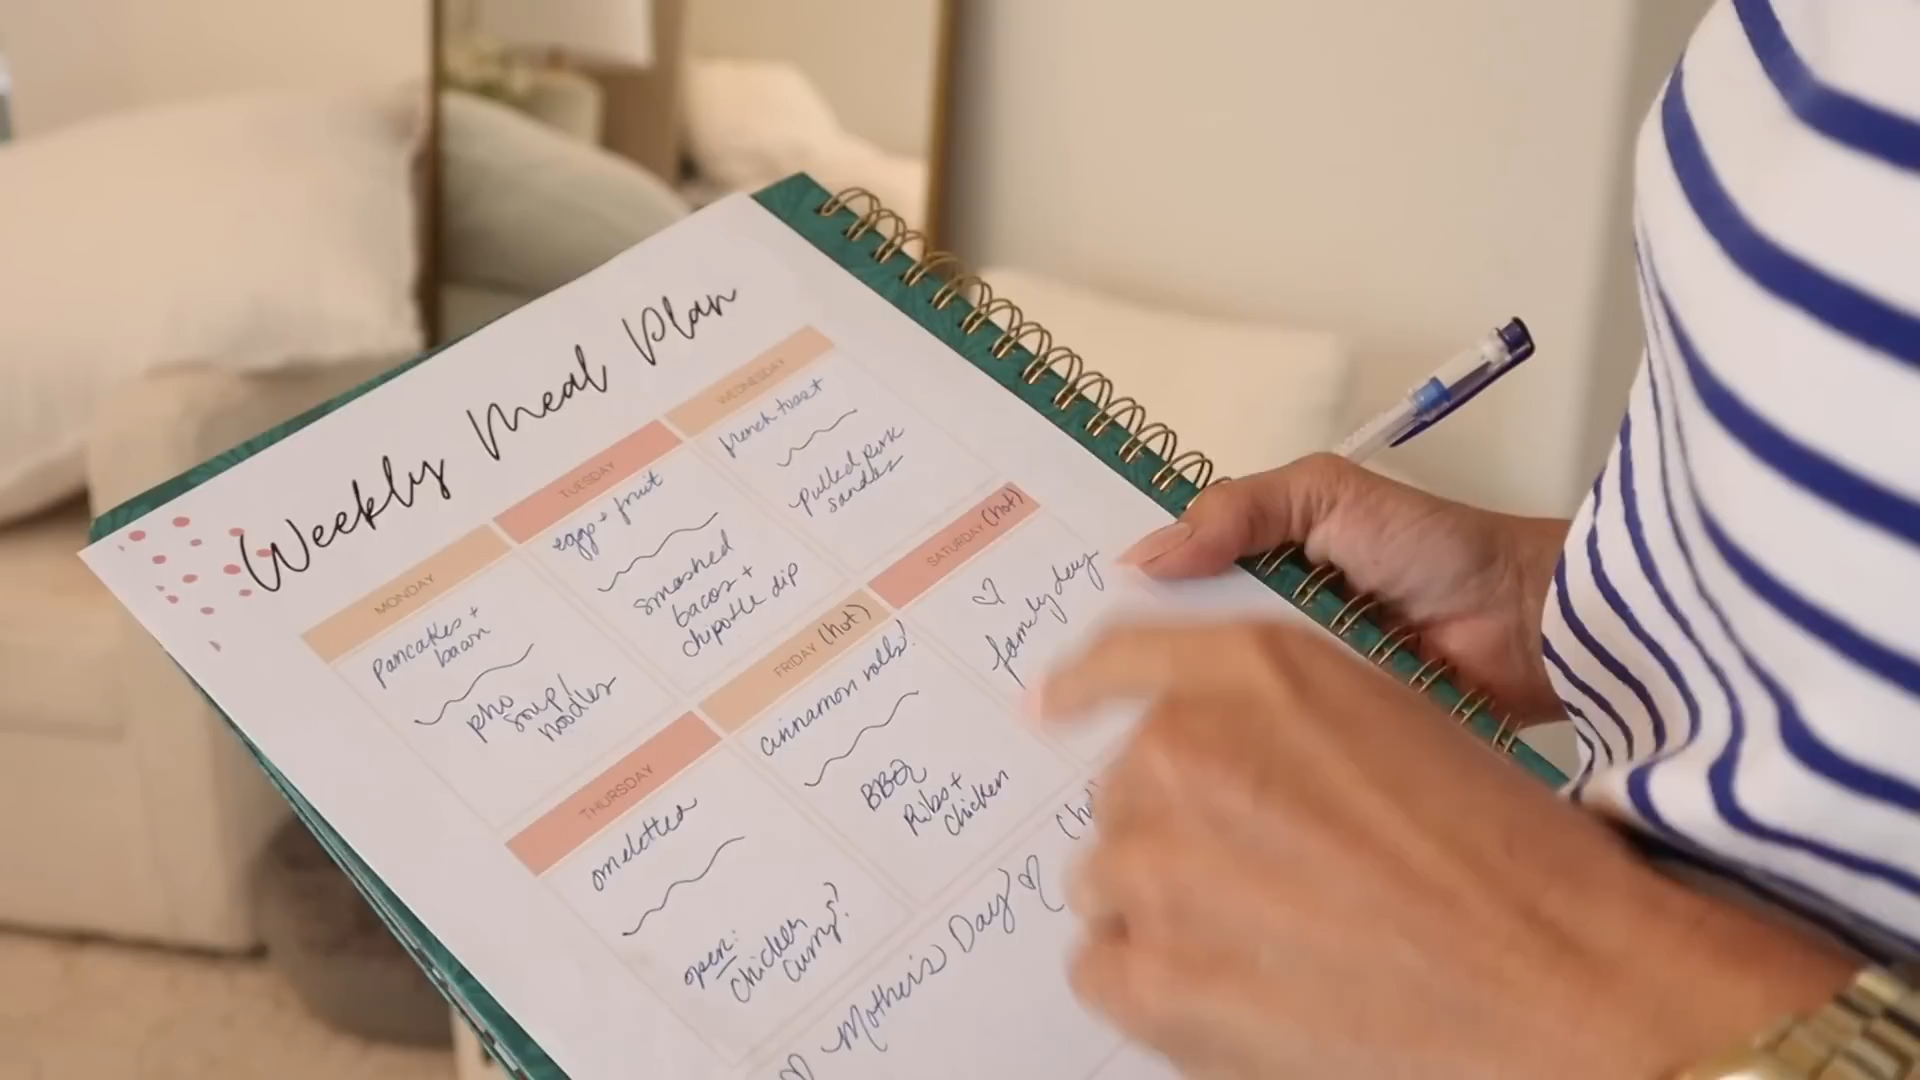 Weekly Meal Plan
MONDAY
pancakes +
bacon
pho
soup/
noodles
TUESDAY
eggs + fruit
smashed
bacos +
chipotle dip
WEDNESDAY
french toast
pulled pork
sandos
THURSDAY
omeletted
open:
chicken
curry?
FRIDAY (hot)
cinnamon rolls!
BBQ
Ribs +
chicken
SATURDAY (hot)
♡
family day
♡ Mother's Day ♡